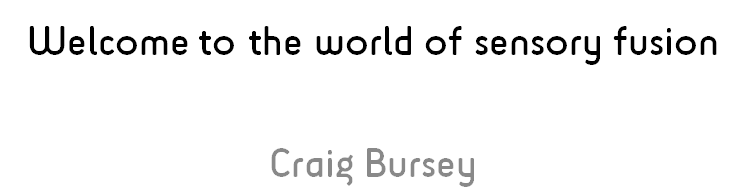 Welcome to the world of sensory fusion
Craig Bursey